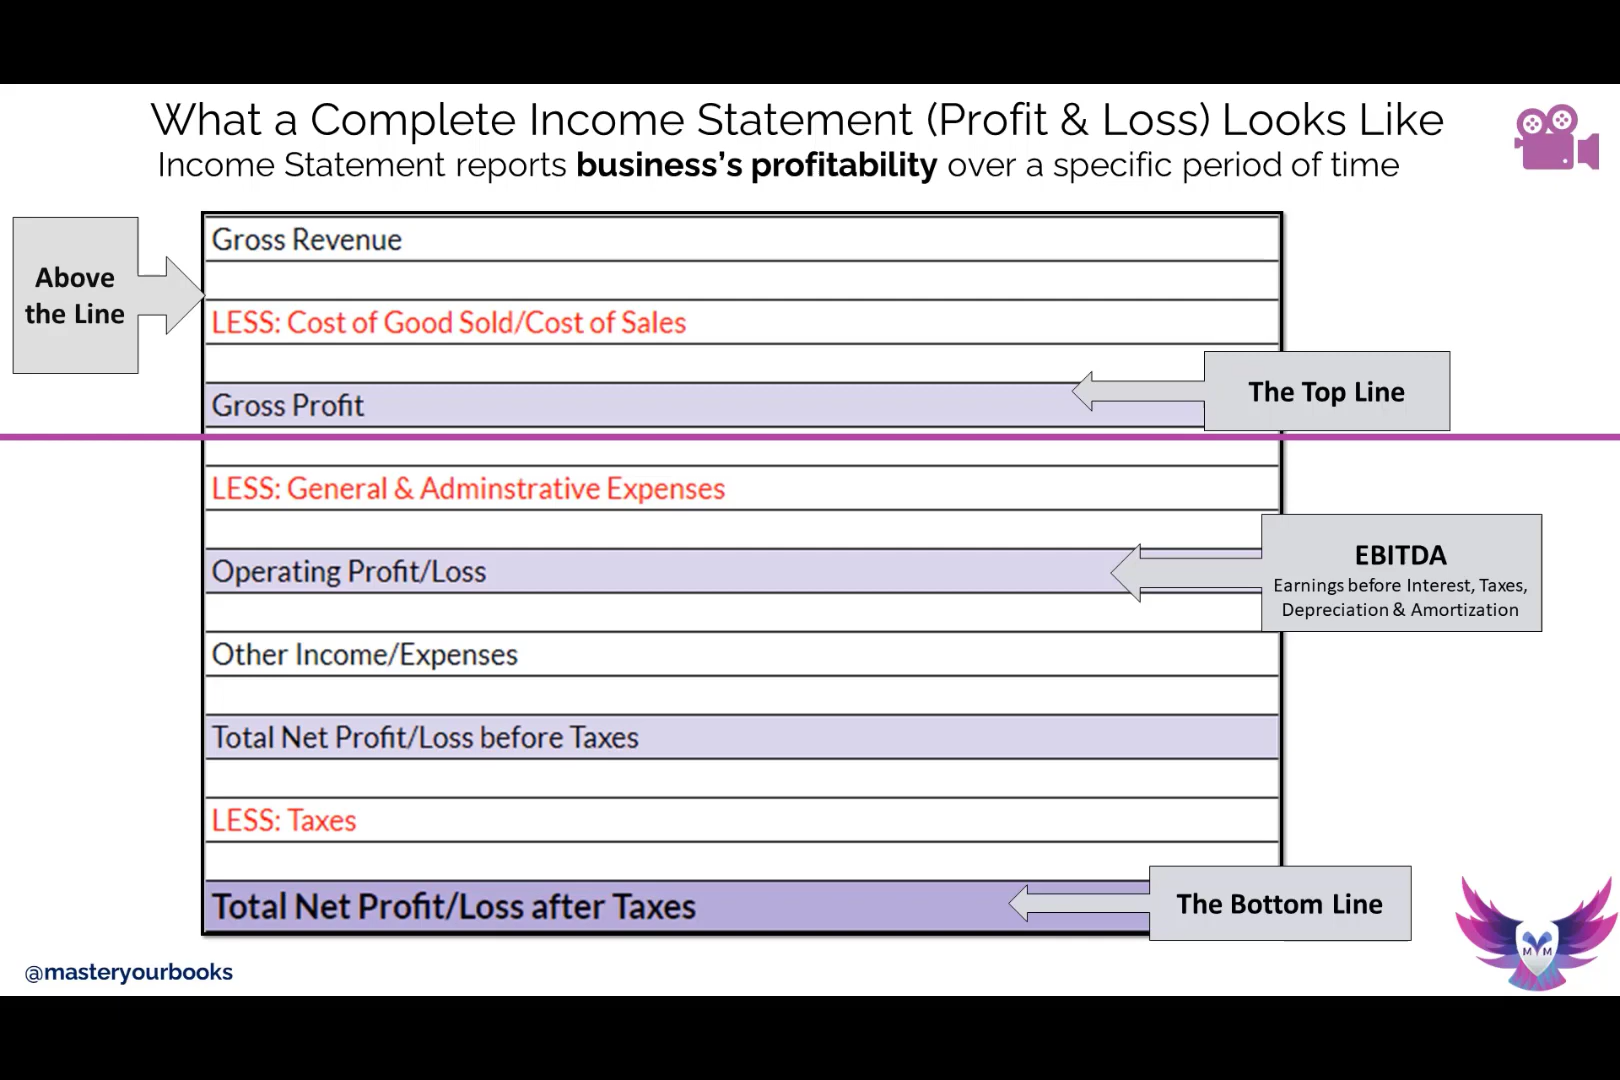 What a Complete Income Statement (Profit & Loss) Looks Like
Income Statement reports business's profitability over a specific period of time
Above
the Line
Gross Revenue
LESS: Cost of Good Sold/Cost of Sales
Gross Profit
The Top Line
LESS: General & Adminstrative Expenses
Operating Profit/Loss
EBITDA
Earnings before Interest, Taxes,
Depreciation & Amortization
Other Income/Expenses
Total Net Profit/Loss before Taxes
LESS: Taxes
Total Net Profit/Loss after Taxes
The Bottom Line
@masteryourbooks
MYM